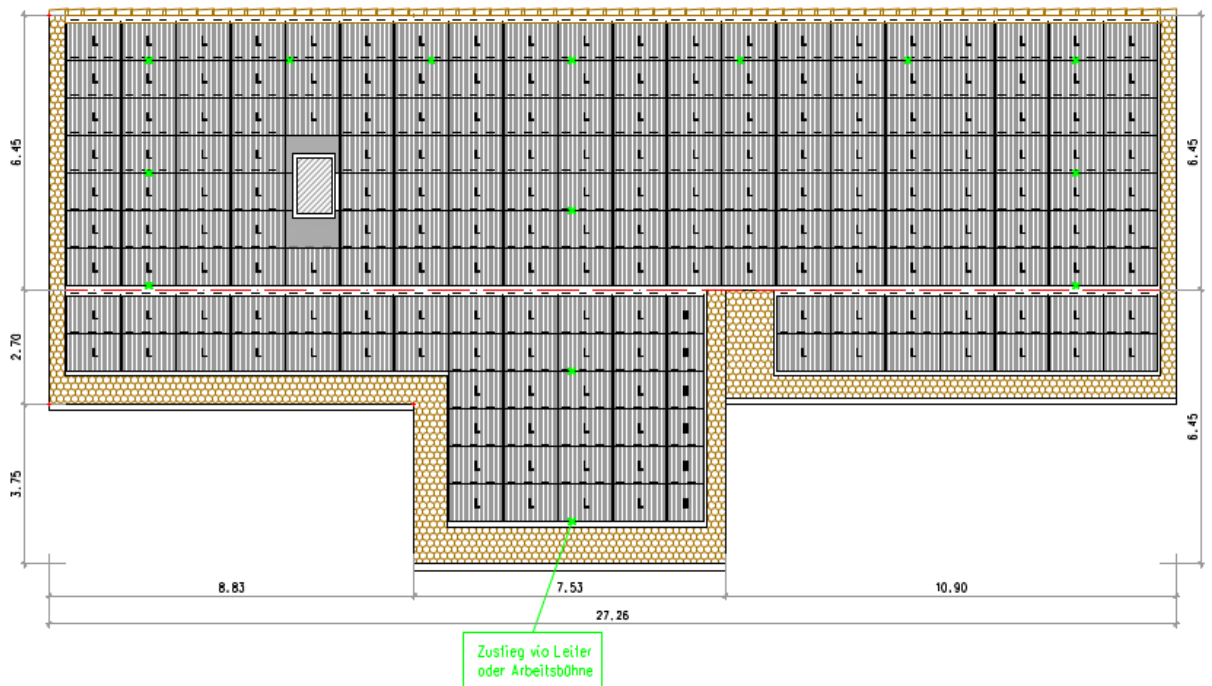 L L L L L L L L L L L L L L L L L L L L
L L L L L L L L L L L L L L L L L L L L
L L L L L L L L L L L L L L L L L L L L
6.45 L L L L L L L L L L L L L L L L L L L 6.45
L L L L L L L L L L L L L L L L L L L
L L L L L L L L L L L L L L L L L L L
L L L L L L L L L L L L L L L L L L L L
L L L L L L L L L L L L L L L L L L
2.70 L L L L L L L L L L L L L L L L L L
L L L L
L L L L 6.45
3.75 L L L L
L L L L
8.83 7.53 10.90
27.26
Zustieg via Leiter
oder Arbeitsbühne